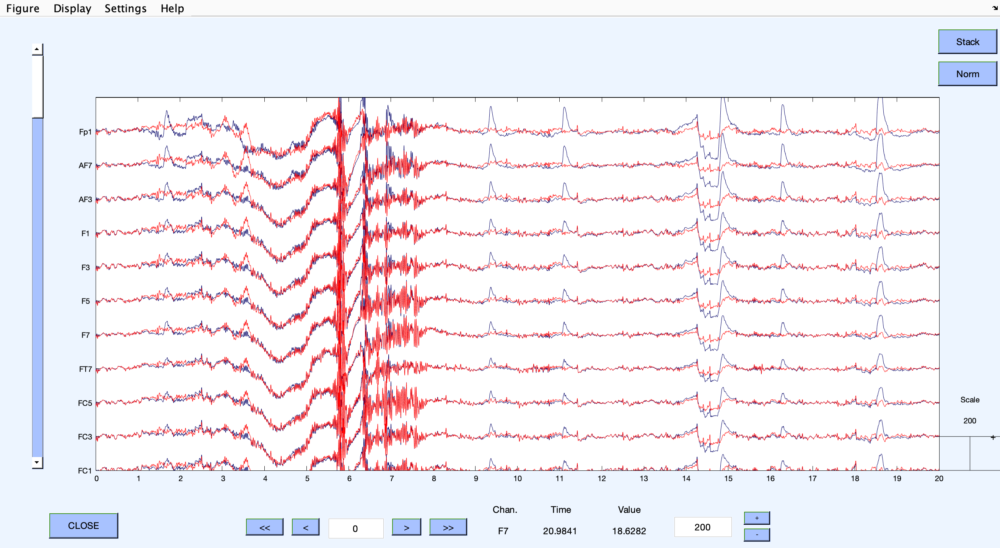 Figure Display Settings Help
Stack
Norm
Fp1
AF7
AF3
F1
F3
F5
F7
FT7
FC5
FC3
FC1
0 1 2 3 4 5 6 7 8 9 10 11 12 13 14 15 16 17 18 19 20
Scale
200
+
Chan. Time Value
CLOSE << < 0 > >> F7 20.9841 18.6282 200 +
-